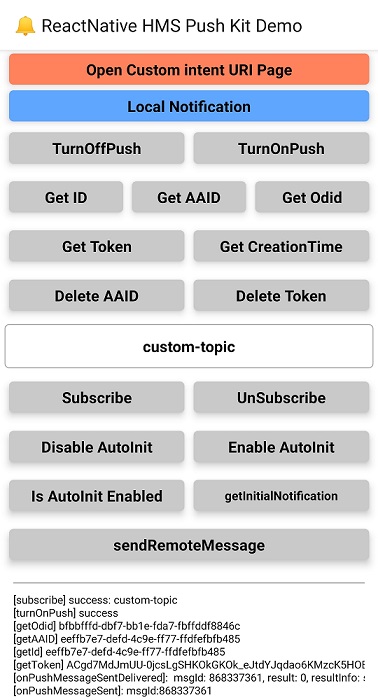 🔔 ReactNative HMS Push Kit Demo
Open Custom intent URI Page
Local Notification
TurnOffPush TurnOnPush
Get ID Get AAID Get Odid
Get Token Get CreationTime
Delete AAID Delete Token
custom-topic
Subscribe UnSubscribe
Disable AutoInit Enable AutoInit
Is AutoInit Enabled getInitialNotification
sendRemoteMessage
[subscribe] success: custom-topic
[turnOnPush] success
[getOdid] bfbbfffd-dbf7-bb1e-fda7-fbffddf8846c
[getAAID] eeffb7e7-defd-4c9e-ff77-ffdfefbfb485
[getId] eeffb7e7-defd-4c9e-ff77-ffdfefbfb485
[getToken] ACgd7MdJmUU-0jcsLgSHKOkGKOk_eJtdYJqdao6KMzcK5HOE
[onPushMessageSentDelivered]: msgId: 868337361, result: 0, resultInfo: s
[onPushMessageSent]: msgId:868337361